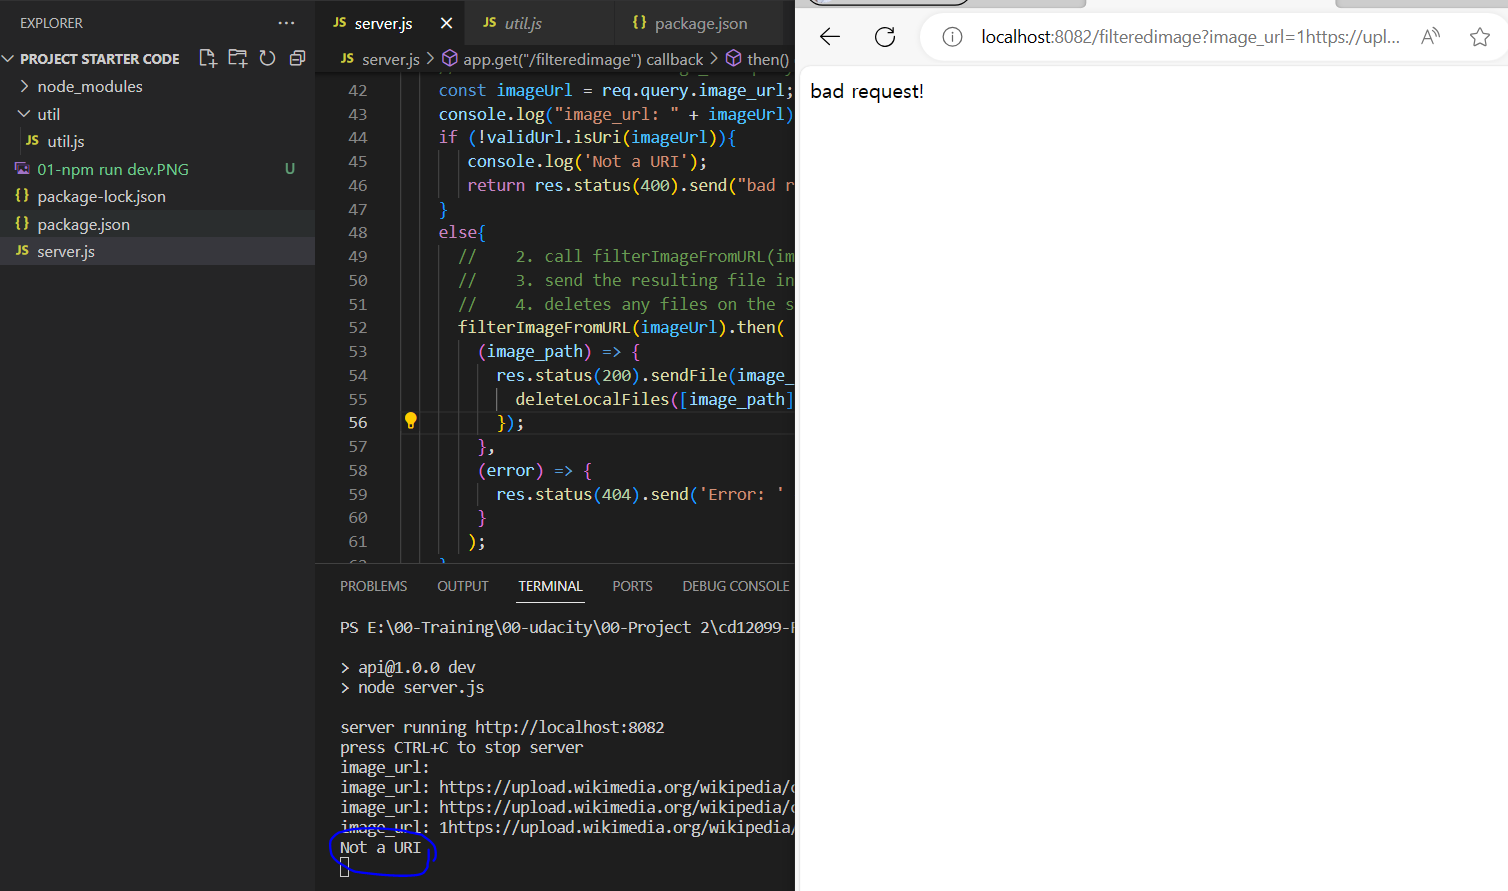 EXPLORER
PROJECT STARTER CODE
node_modules
util
JS util.js
01-npm run dev.PNG U
{} package-lock.json
{} package.json
JS server.js
JS server.js × JS util.js {} package.json
JS server.js > app.get("/filteredimage") callback > then()
42 const imageUrl = req.query.image_url;
43 console.log("image_url: " + imageUrl)
44 if (!validUrl.isUri(imageUrl)){
45 console.log('Not a URI');
46 return res.status(400).send("bad r
47 }
48 else{
49 // 2. call filterImageFromURL(im
50 // 3. send the resulting file in
51 // 4. deletes any files on the s
52 filterImageFromURL(imageUrl).then(
53 (image_path) => {
54 res.status(200).sendFile(image_
55 deleteLocalFiles([image_path]
56 });
57 },
58 (error) => {
59 res.status(404).send('Error: '
60 }
61 );
PROBLEMS OUTPUT TERMINAL PORTS DEBUG CONSOLE
PS E:\00-Training\00-udacity\00-Project 2\cd12099-
> api@1.0.0 dev
> node server.js
server running http://localhost:8082
press CTRL+C to stop server
image_url:
image_url: https://upload.wikimedia.org/wikipedia/
image_url: https://upload.wikimedia.org/wikipedia/
image_url: 1https://upload.wikimedia.org/wikipedia/
Not a URI
localhost:8082/filteredimage?image_url=1https://upl...
bad request!